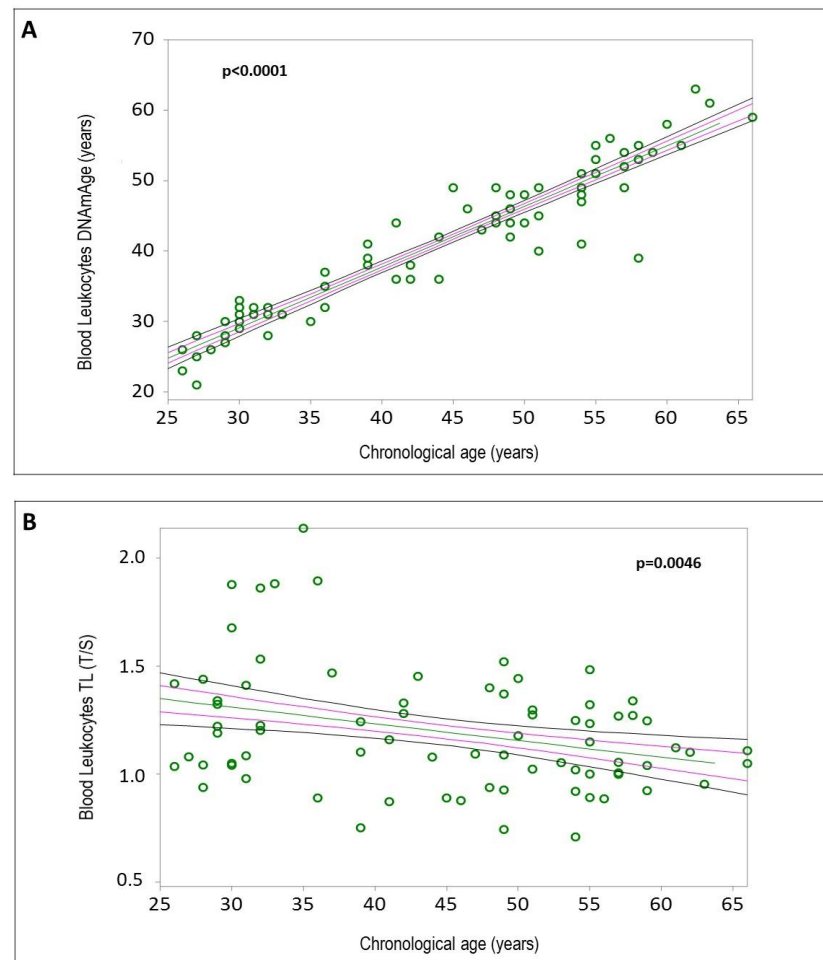 A
p<0.0001
Blood Leukocytes DNAmAge (years)
70
60
50
40
30
20
25 30 35 40 45 50 55 60 65
Chronological age (years)
B
p=0.0046
Blood Leukocytes TL (T/S)
2.0
1.5
1.0
0.5
25 30 35 40 45 50 55 60 65
Chronological age (years)